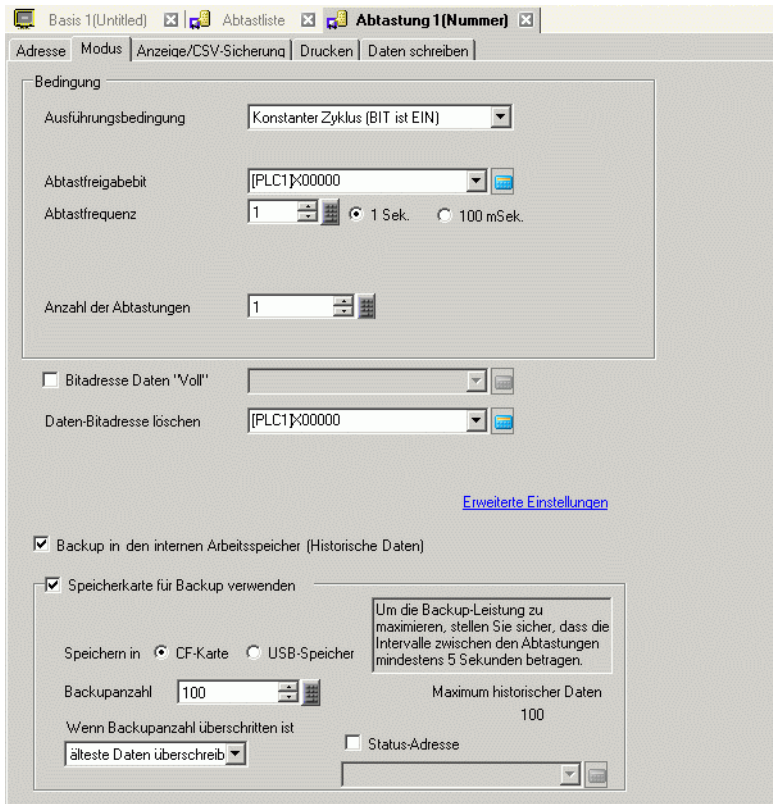 Basis 1(Untitled) Abtastliste Abtastung 1(Nummer)
Adresse Modus Anzeige/CSV-Sicherung Drucken Daten schreiben
Bedingung
Ausführungsbedingung Konstanter Zyklus (BIT ist EIN)
Abtastfreigabebit [PLC1]X00000
Abtastfrequenz 1 1 Sek. 100 mSek.
Anzahl der Abtastungen 1
Bitadresse Daten "Voll"
Daten-Bitadresse löschen [PLC1]X00000
Erweiterte Einstellungen
Backup in den internen Arbeitsspeicher (Historische Daten)
Speicherkarte für Backup verwenden
Um die Backup-Leistung zu
maximieren, stellen Sie sicher, dass die
Intervalle zwischen den Abtastungen
mindestens 5 Sekunden betragen.
Speichern in CF-Karte USB-Speicher
Backupanzahl 100 Maximum historischer Daten
100
Wenn Backupanzahl überschritten ist
älteste Daten überschreib Status-Adresse